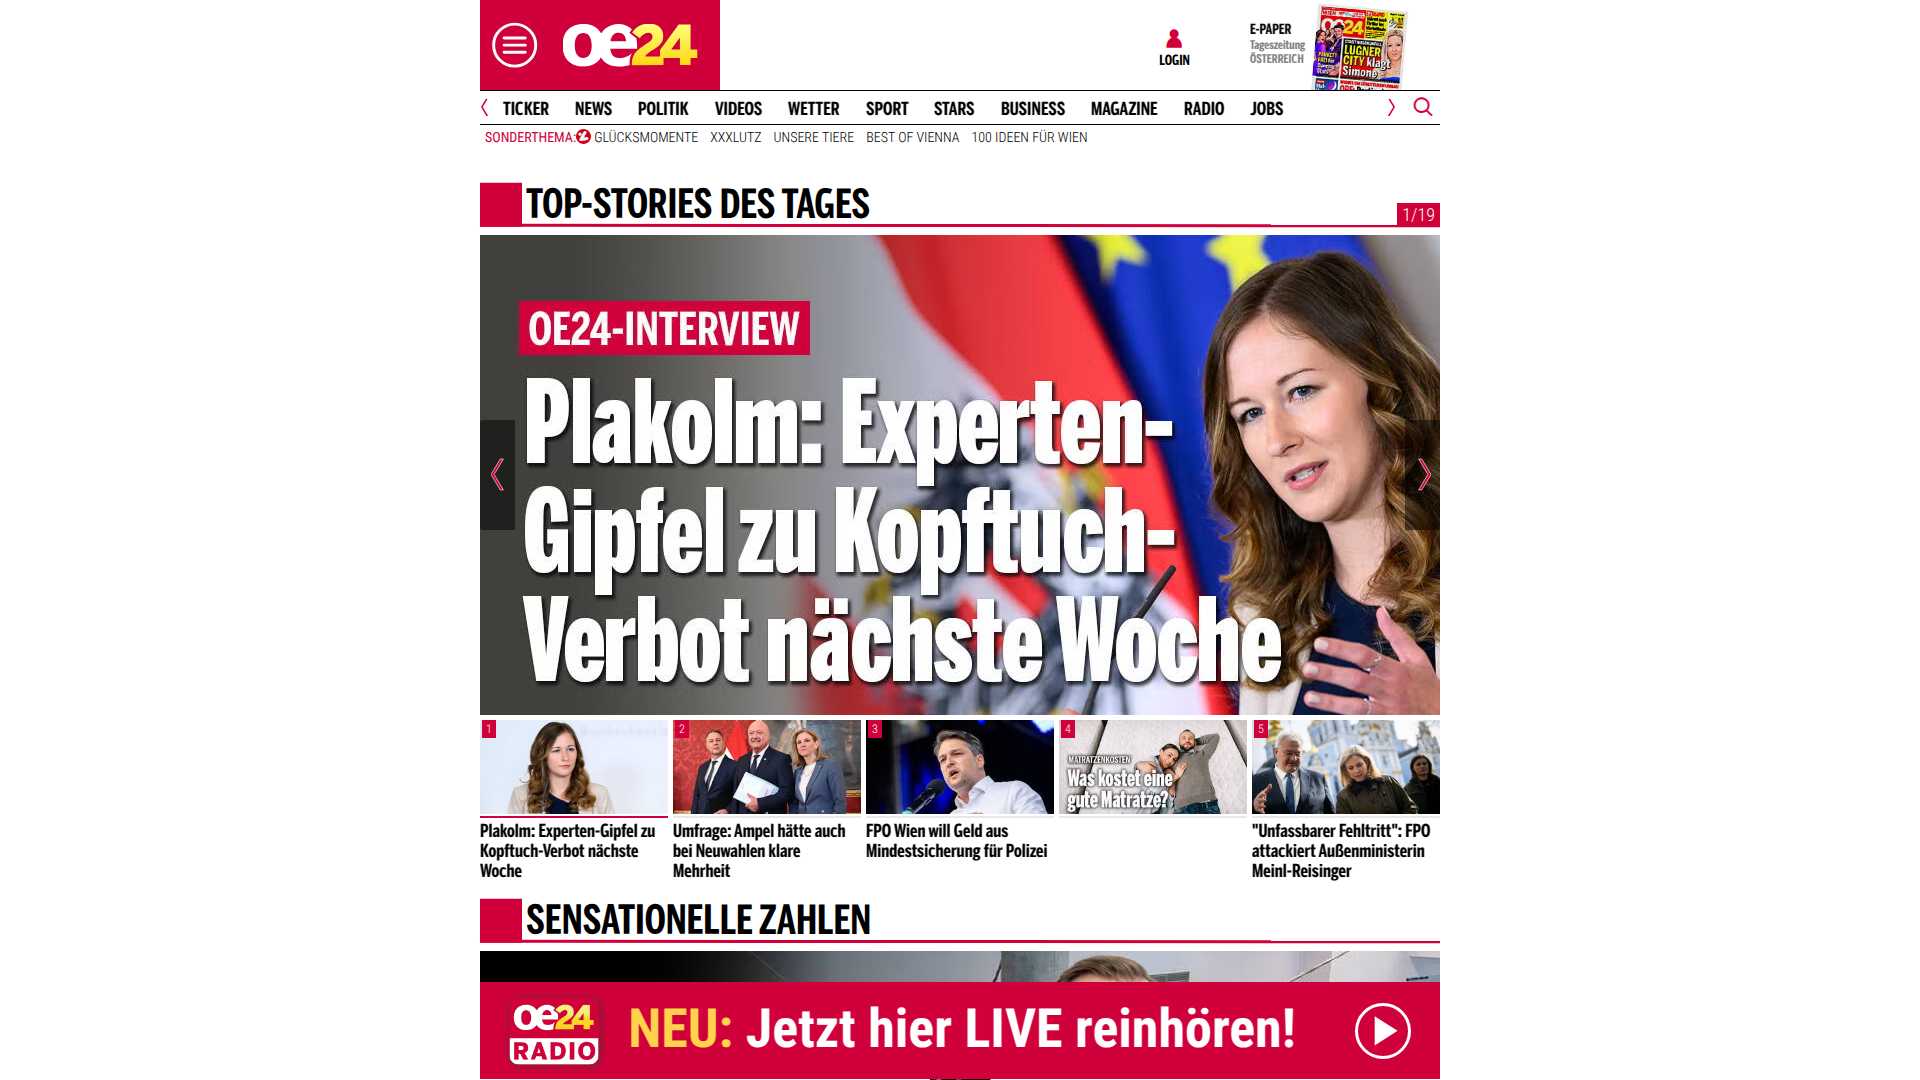 oe24
LOGIN
E-PAPER
Tageszeitung
ÖSTERREICH
oe24
LUGNER
CITY klagt
Simone
TICKER NEWS POLITIK VIDEOS WETTER SPORT STARS BUSINESS MAGAZINE RADIO JOBS
SONDERTHEMA: GLÜCKSMOMENTE XXXLUTZ UNSERE TIERE BEST OF VIENNA 100 IDEEN FÜR WIEN
TOP-STORIES DES TAGES
1/19
OE24-INTERVIEW
Plakolm: Experten-
Gipfel zu Kopftuch-
Verbot nächste Woche
1
2
3
4
5
MATRATZENKOSTEN
Was kostet eine
gute Matratze?
Plakolm: Experten-Gipfel zu
Kopftuch-Verbot nächste
Woche
Umfrage: Ampel hätte auch
bei Neuwahlen klare
Mehrheit
FPÖ Wien will Geld aus
Mindestsicherung für Polizei
"Unfassbarer Fehltritt": FPÖ
attackiert Außenministerin
Meinl-Reisinger
SENSATIONELLE ZAHLEN
oe24
RADIO
NEU: Jetzt hier LIVE reinhören!